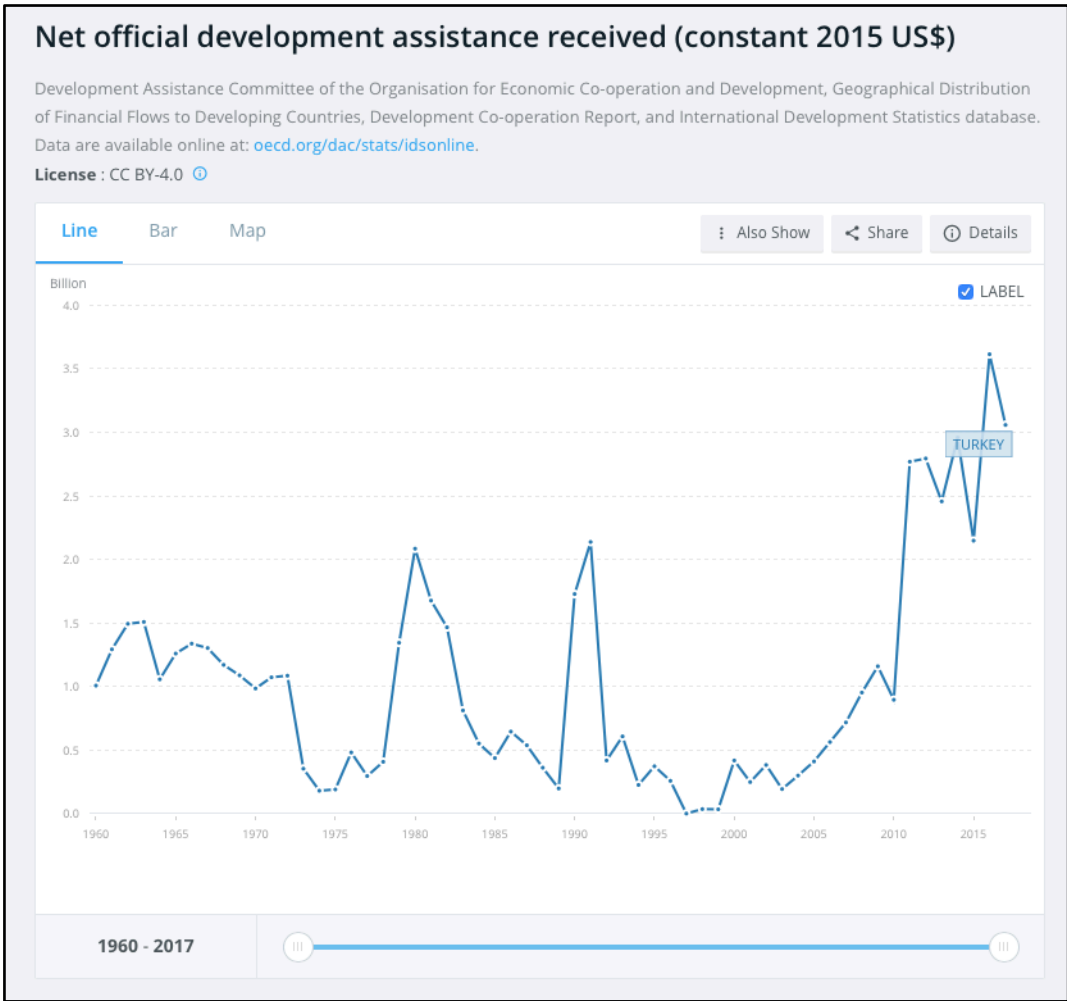 Net official development assistance received (constant 2015 US$)
Development Assistance Committee of the Organisation for Economic Co-operation and Development, Geographical Distribution
of Financial Flows to Developing Countries, Development Co-operation Report, and International Development Statistics database.
Data are available online at: oecd.org/dac/stats/idsonline.
License : CC BY-4.0
Line Bar Map Also Show Share Details
Billion
LABEL
4.0
3.5
3.0
TURKEY
2.5
2.0
1.5
1.0
0.5
0.0
1960 1965 1970 1975 1980 1985 1990 1995 2000 2005 2010 2015
1960 - 2017